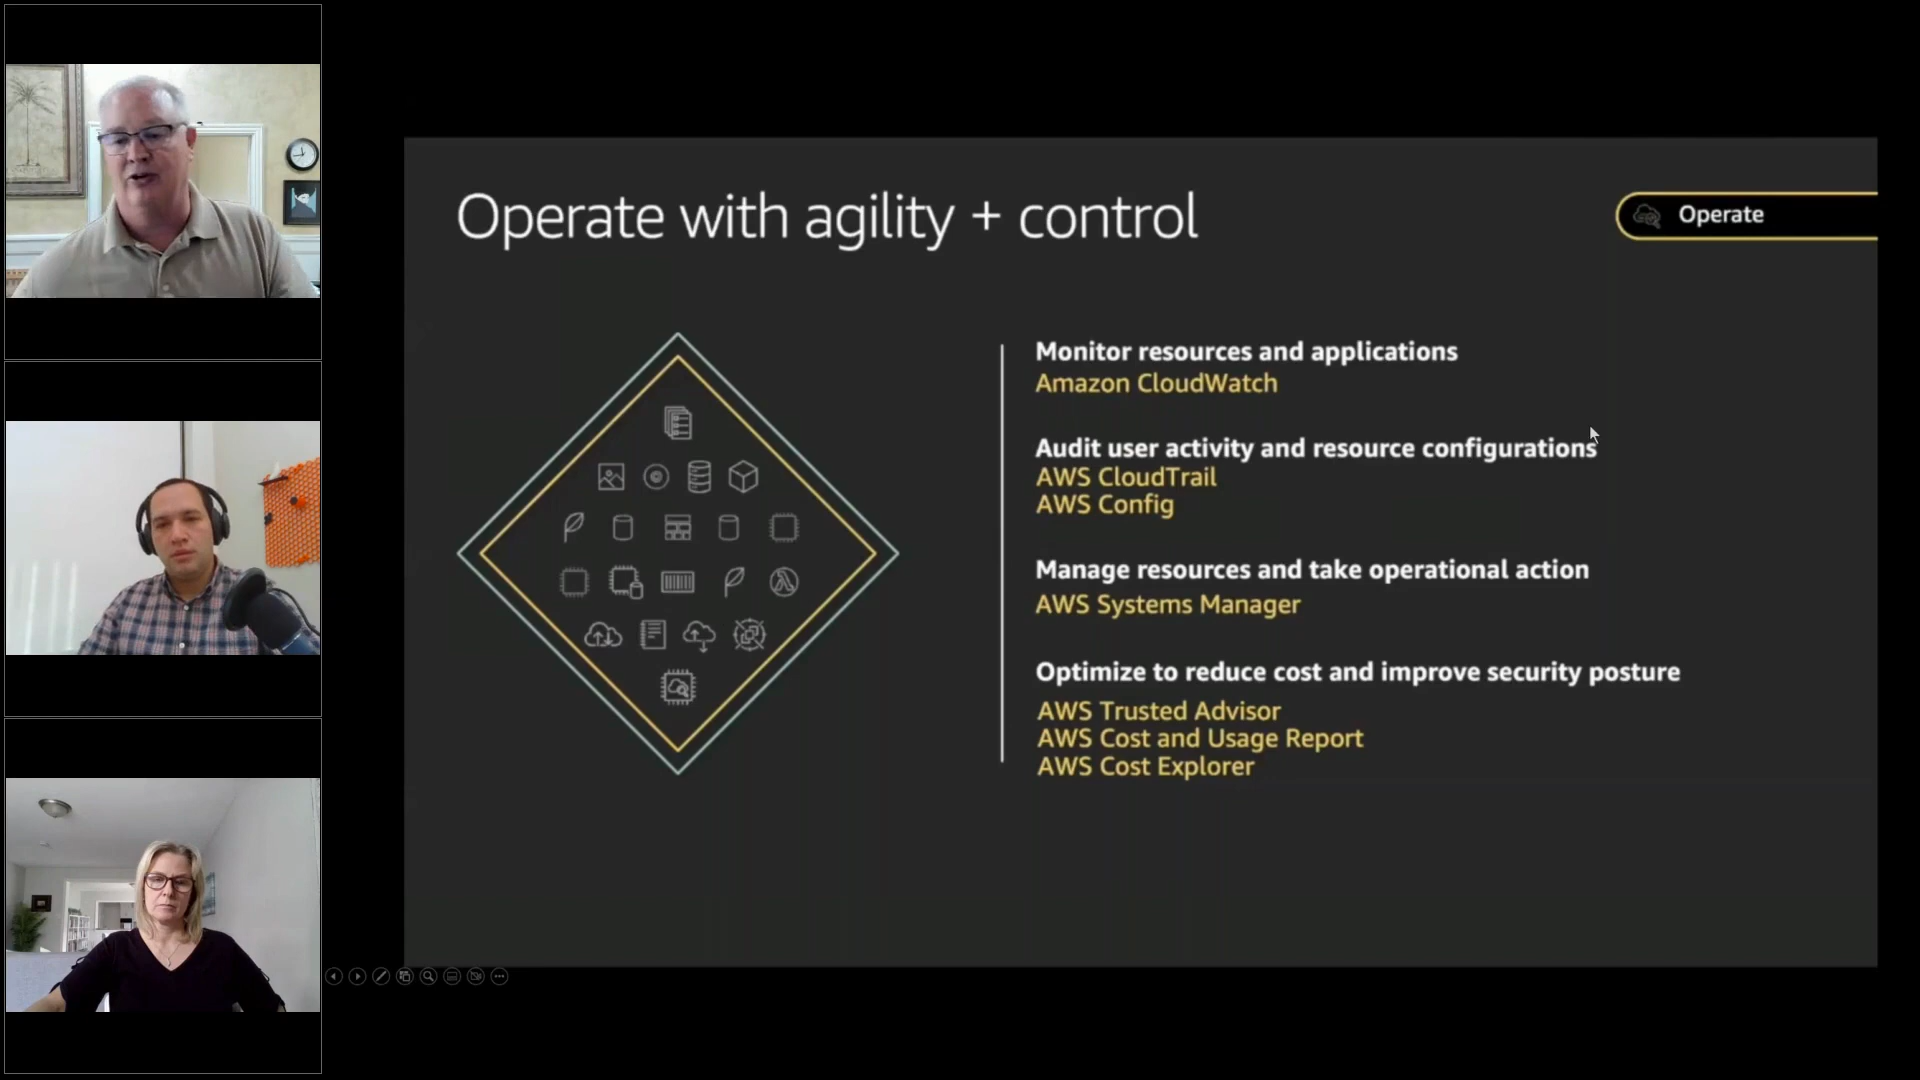 Operate with agility + control
Operate
Monitor resources and applications
Amazon CloudWatch
Audit user activity and resource configurations
AWS CloudTrail
AWS Config
Manage resources and take operational action
AWS Systems Manager
Optimize to reduce cost and improve security posture
AWS Trusted Advisor
AWS Cost and Usage Report
AWS Cost Explorer